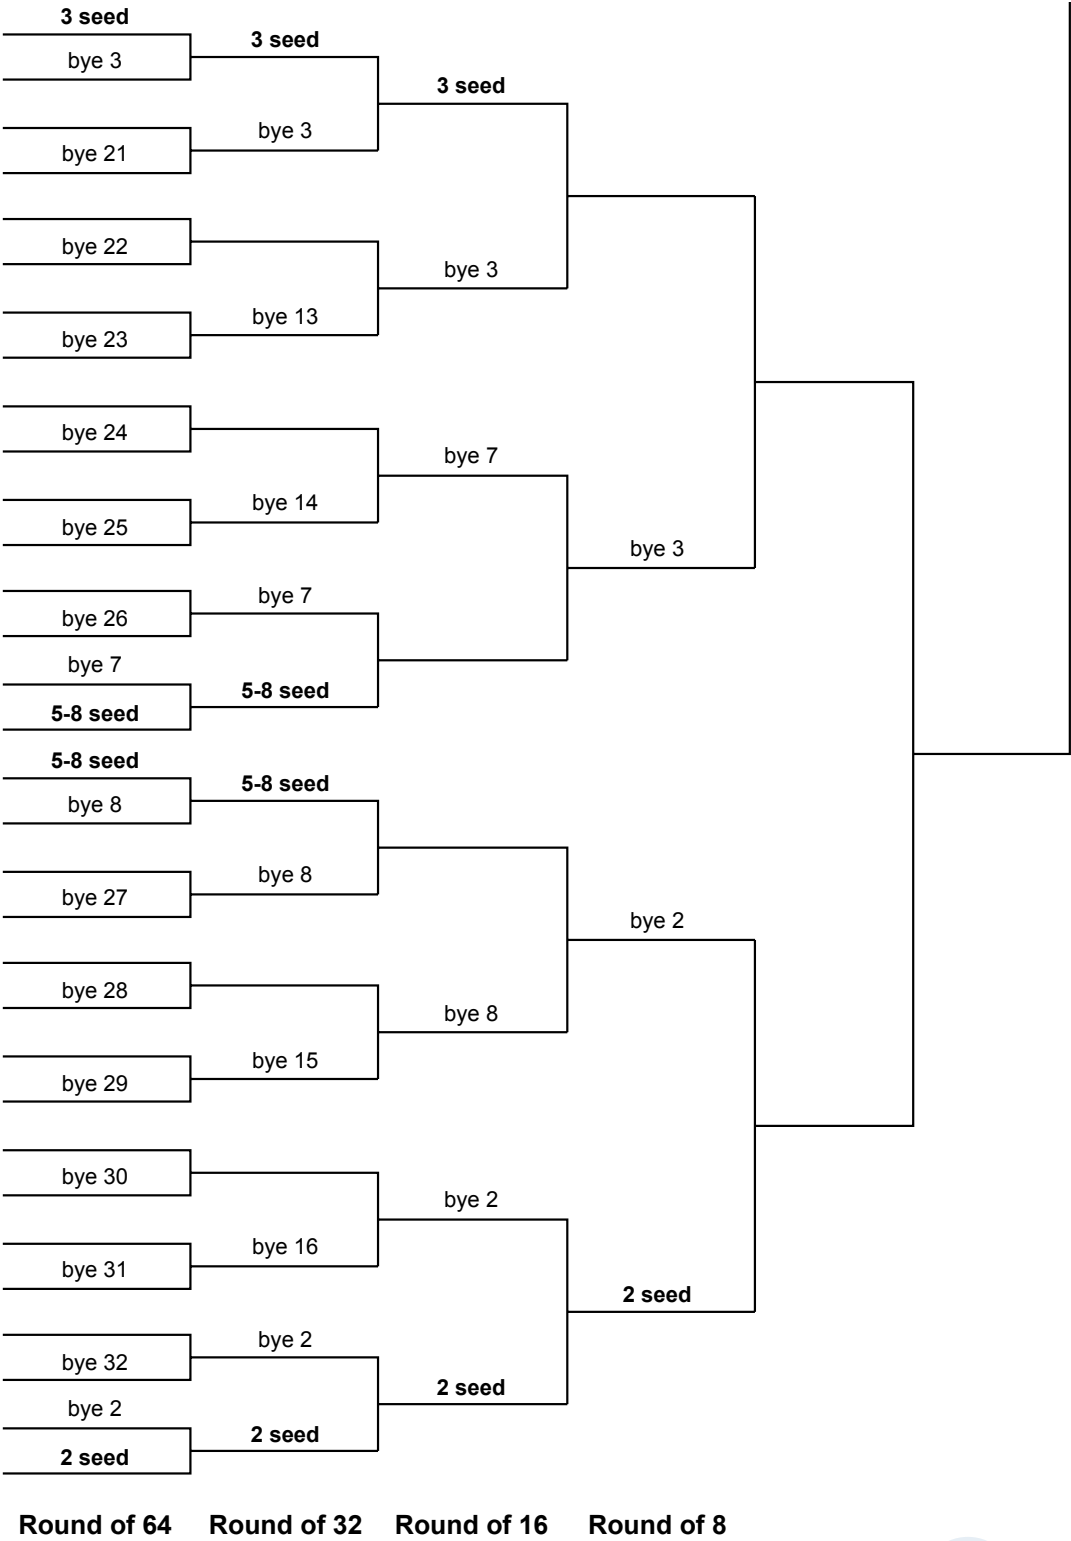 3 seed
3 seed
bye 3
3 seed
bye 3
bye 21
bye 22
bye 3
bye 13
bye 23
bye 24
bye 7
bye 14
bye 25
bye 3
bye 7
bye 26
bye 7
5-8 seed
5-8 seed
5-8 seed
5-8 seed
bye 8
bye 8
bye 27
bye 2
bye 28
bye 8
bye 15
bye 29
bye 30
bye 2
bye 16
bye 31
2 seed
bye 2
bye 32
2 seed
bye 2
2 seed
2 seed
Round of 64 Round of 32 Round of 16 Round of 8